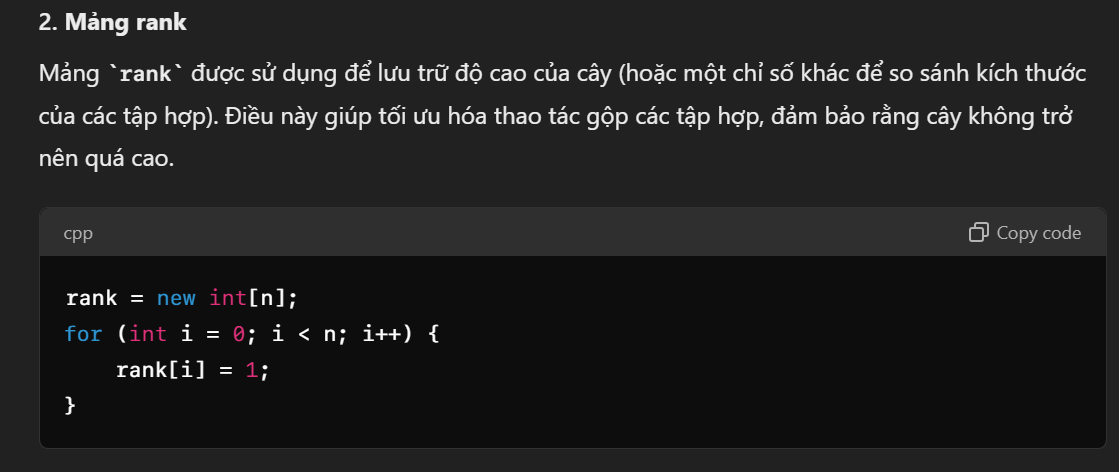 2. Mảng rank
Mảng `rank` được sử dụng để lưu trữ độ cao của cây (hoặc một chỉ số khác để so sánh kích thước
của các tập hợp). Điều này giúp tối ưu hóa thao tác gộp các tập hợp, đảm bảo rằng cây không trở
nên quá cao.
cpp Copy code
rank = new int[n];
for (int i = 0; i < n; i++) {
    rank[i] = 1;
}